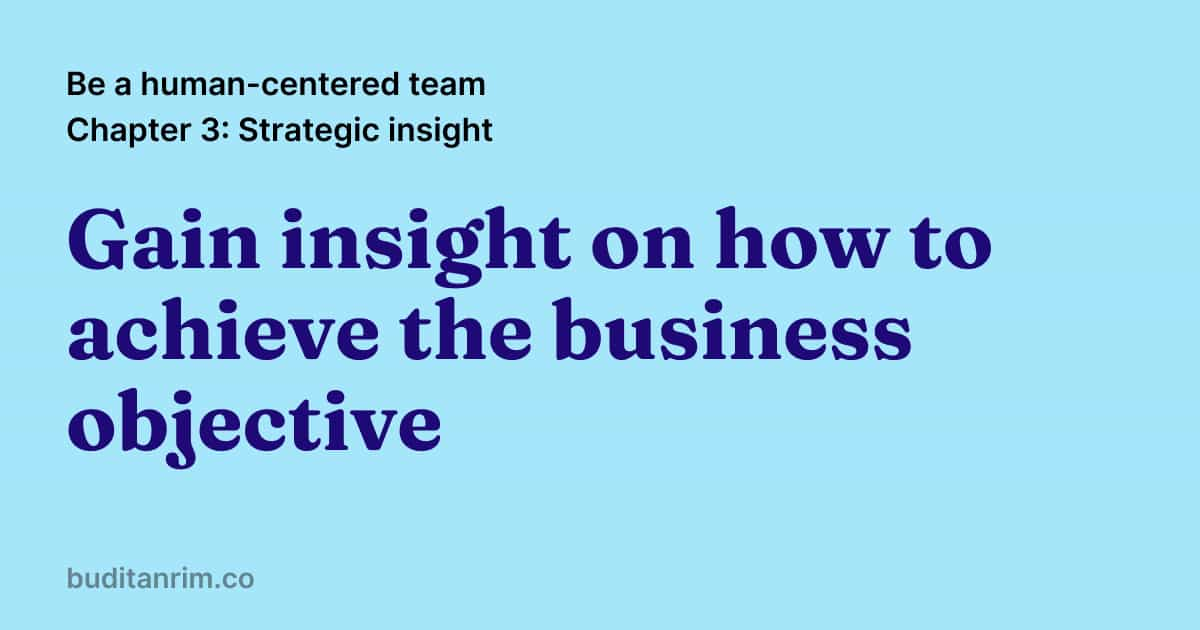 Be a human-centered team
Chapter 3: Strategic insight
Gain insight on how to
achieve the business
objective
buditanrim.co